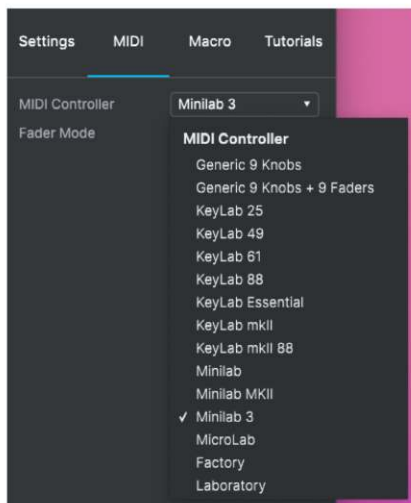 Settings MIDI Macro Tutorials
MIDI Controller Minilab 3
Fader Mode
MIDI Controller
Generic 9 Knobs
Generic 9 Knobs + 9 Faders
KeyLab 25
KeyLab 49
KeyLab 61
KeyLab 88
KeyLab Essential
KeyLab mkII
KeyLab mkII 88
Minilab
Minilab MKII
✓ Minilab 3
MicroLab
Factory
Laboratory